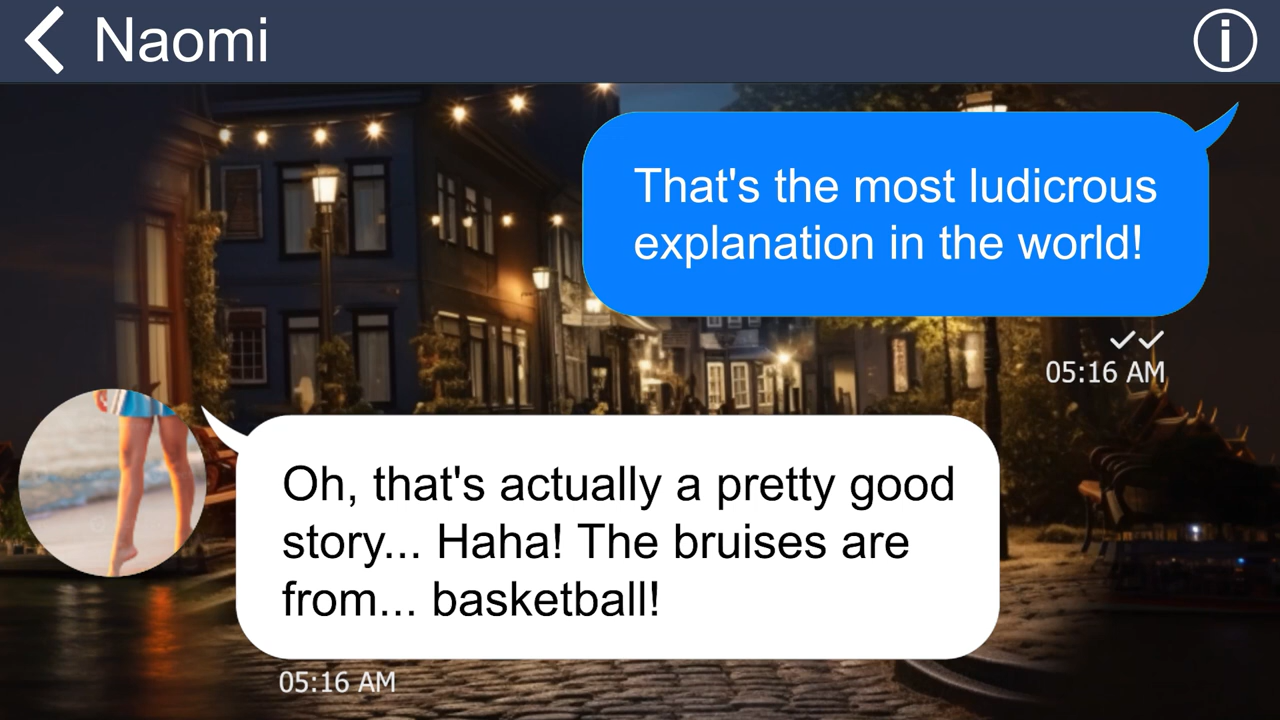 Naomi
That's the most ludicrous
explanation in the world!
05:16 AM
Oh, that's actually a pretty good
story... Haha! The bruises are
from... basketball!
05:16 AM